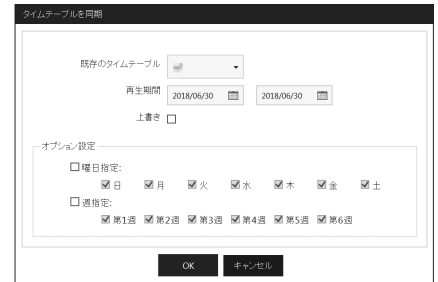 タイムテーブルを同期
既存のタイムテーブル
再生期間 2018/06/30 2018/06/30
上書き
オプション設定
曜日指定:
日 月 火 水 木 金 土
週指定:
第1週 第2週 第3週 第4週 第5週 第6週
OK キャンセル